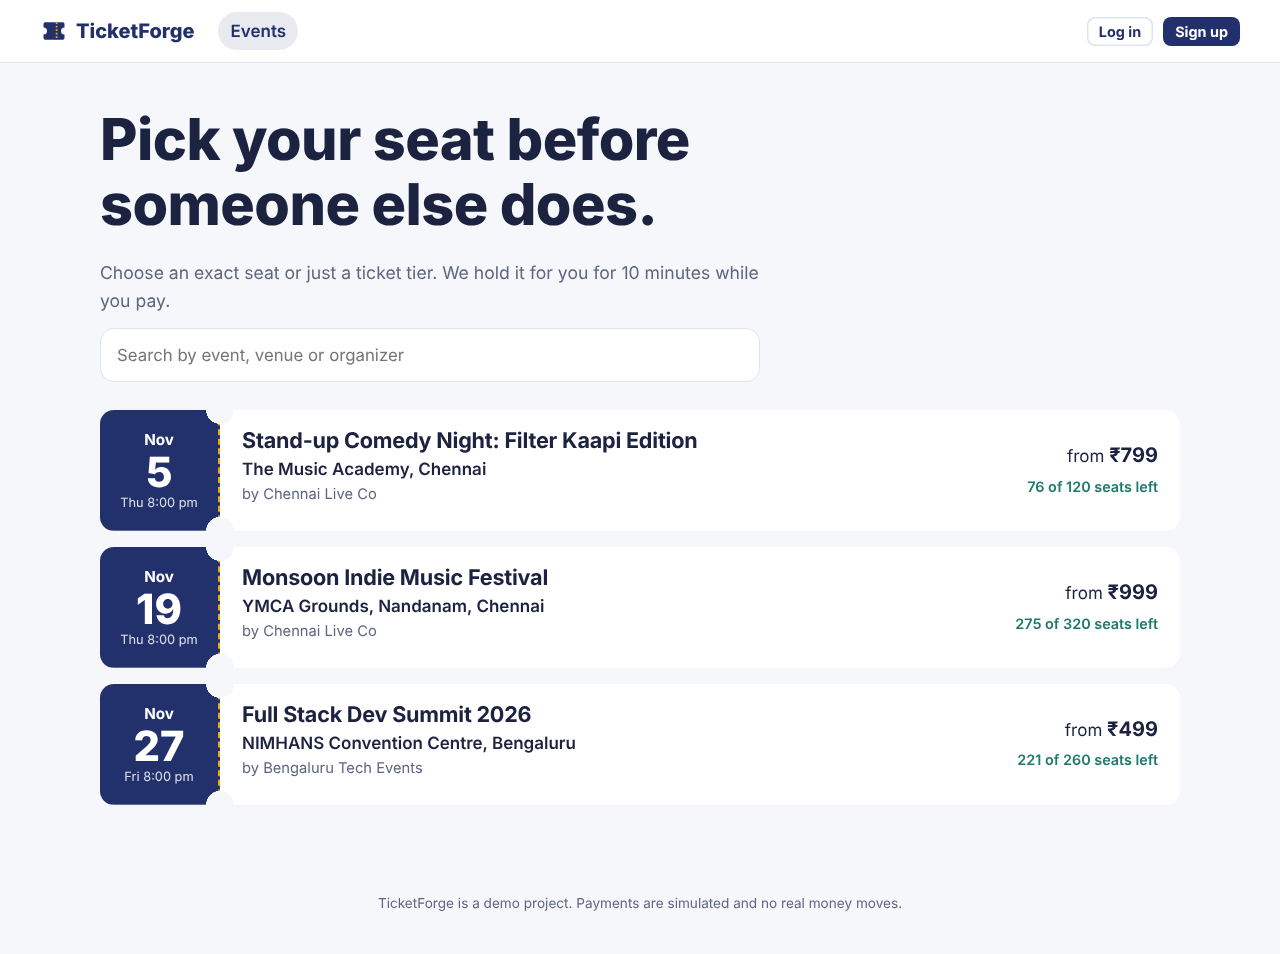 TicketForge
Events
Log in
Sign up
Pick your seat before
someone else does.
Choose an exact seat or just a ticket tier. We hold it for you for 10 minutes while
you pay.
Search by event, venue or organizer
Nov
5
Thu 8:00 pm
Stand-up Comedy Night: Filter Kaapi Edition
The Music Academy, Chennai
by Chennai Live Co
from ₹799
76 of 120 seats left
Nov
19
Thu 8:00 pm
Monsoon Indie Music Festival
YMCA Grounds, Nandanam, Chennai
by Chennai Live Co
from ₹999
275 of 320 seats left
Nov
27
Fri 8:00 pm
Full Stack Dev Summit 2026
NIMHANS Convention Centre, Bengaluru
by Bengaluru Tech Events
from ₹499
221 of 260 seats left
TicketForge is a demo project. Payments are simulated and no real money moves.